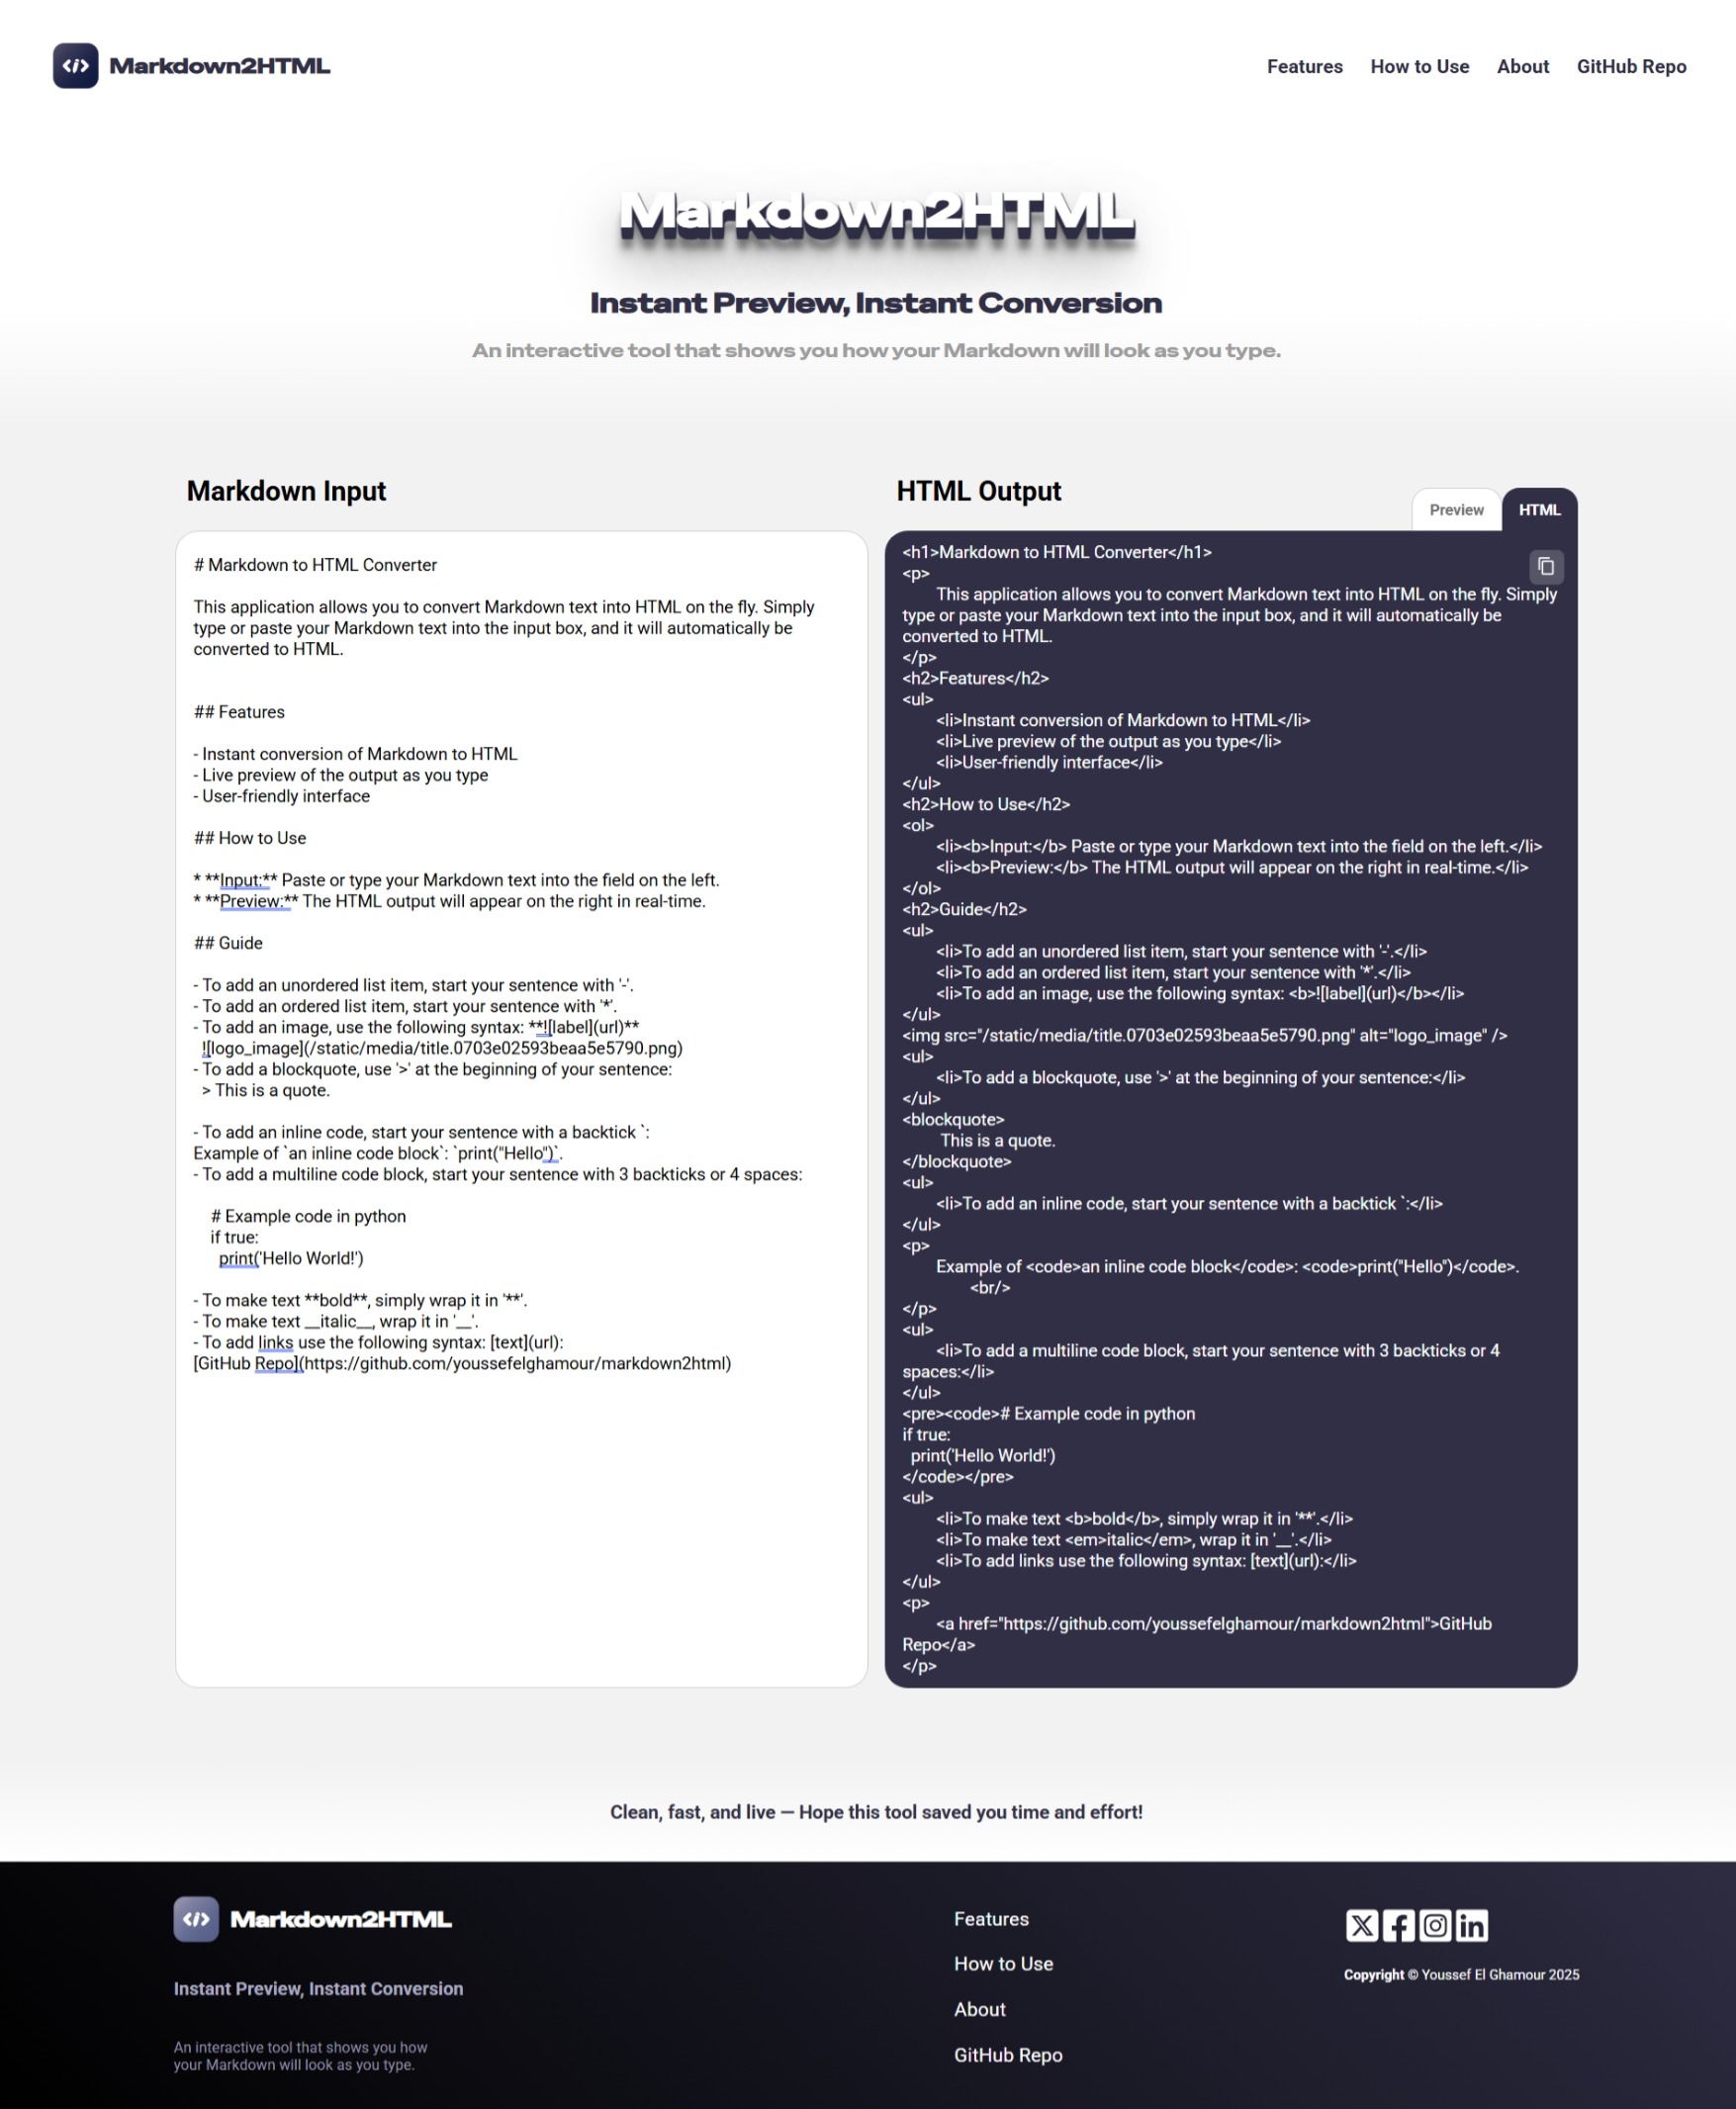 Markdown2HTML
Features How to Use About GitHub Repo
Markdown2HTML
Instant Preview, Instant Conversion
An interactive tool that shows you how your Markdown will look as you type.
Markdown Input
# Markdown to HTML Converter
This application allows you to convert Markdown text into HTML on the fly. Simply
type or paste your Markdown text into the input box, and it will automatically be
converted to HTML.
## Features
- Instant conversion of Markdown to HTML
- Live preview of the output as you type
- User-friendly interface
## How to Use
* **Input:** Paste or type your Markdown text into the field on the left.
* **Preview:** The HTML output will appear on the right in real-time.
## Guide
- To add an unordered list item, start your sentence with '-'.
- To add an ordered list item, start your sentence with '*'.
- To add an image, use the following syntax: **![label](url)**
![logo_image](/static/media/title.0703e02593beaa5e5790.png)
- To add a blockquote, use '>' at the beginning of your sentence:
> This is a quote.
- To add an inline code, start your sentence with a backtick `:
Example of `an inline code block`: `print("Hello")`.
- To add a multiline code block, start your sentence with 3 backticks or 4 spaces:
# Example code in python
if true:
print('Hello World!')
- To make text **bold**, simply wrap it in '**'.
- To make text __italic__, wrap it in '__'.
- To add links use the following syntax: [text](url):
[GitHub Repo](https://github.com/youssefelghamour/markdown2html)
HTML Output
Preview HTML
<h1>Markdown to HTML Converter</h1>
<p>
This application allows you to convert Markdown text into HTML on the fly. Simply
type or paste your Markdown text into the input box, and it will automatically be
converted to HTML.
</p>
<h2>Features</h2>
<ul>
<li>Instant conversion of Markdown to HTML</li>
<li>Live preview of the output as you type</li>
<li>User-friendly interface</li>
</ul>
<h2>How to Use</h2>
<ol>
<li><b>Input:</b> Paste or type your Markdown text into the field on the left.</li>
<li><b>Preview:</b> The HTML output will appear on the right in real-time.</li>
</ol>
<h2>Guide</h2>
<ul>
<li>To add an unordered list item, start your sentence with '-'.</li>
<li>To add an ordered list item, start your sentence with '*'.</li>
<li>To add an image, use the following syntax: <b>![label](url)</b></li>
</ul>
<img src="/static/media/title.0703e02593beaa5e5790.png" alt="logo_image" />
<ul>
<li>To add a blockquote, use '>' at the beginning of your sentence:</li>
</ul>
<blockquote>
This is a quote.
</blockquote>
<ul>
<li>To add an inline code, start your sentence with a backtick `:</li>
</ul>
<p>
Example of <code>an inline code block</code>: <code>print("Hello")</code>.
<br/>
</p>
<ul>
<li>To add a multiline code block, start your sentence with 3 backticks or 4
spaces:</li>
</ul>
<pre><code># Example code in python
if true:
print('Hello World!')
</code></pre>
<ul>
<li>To make text <b>bold</b>, simply wrap it in '**'.</li>
<li>To make text <em>italic</em>, wrap it in '__'.</li>
<li>To add links use the following syntax: [text](url):</li>
</ul>
<p>
<a href="https://github.com/youssefelghamour/markdown2html">GitHub
Repo</a>
</p>
Clean, fast, and live — Hope this tool saved you time and effort!
Markdown2HTML
Instant Preview, Instant Conversion
An interactive tool that shows you how
your Markdown will look as you type.
Features
How to Use
About
GitHub Repo
Copyright © Youssef El Ghamour 2025